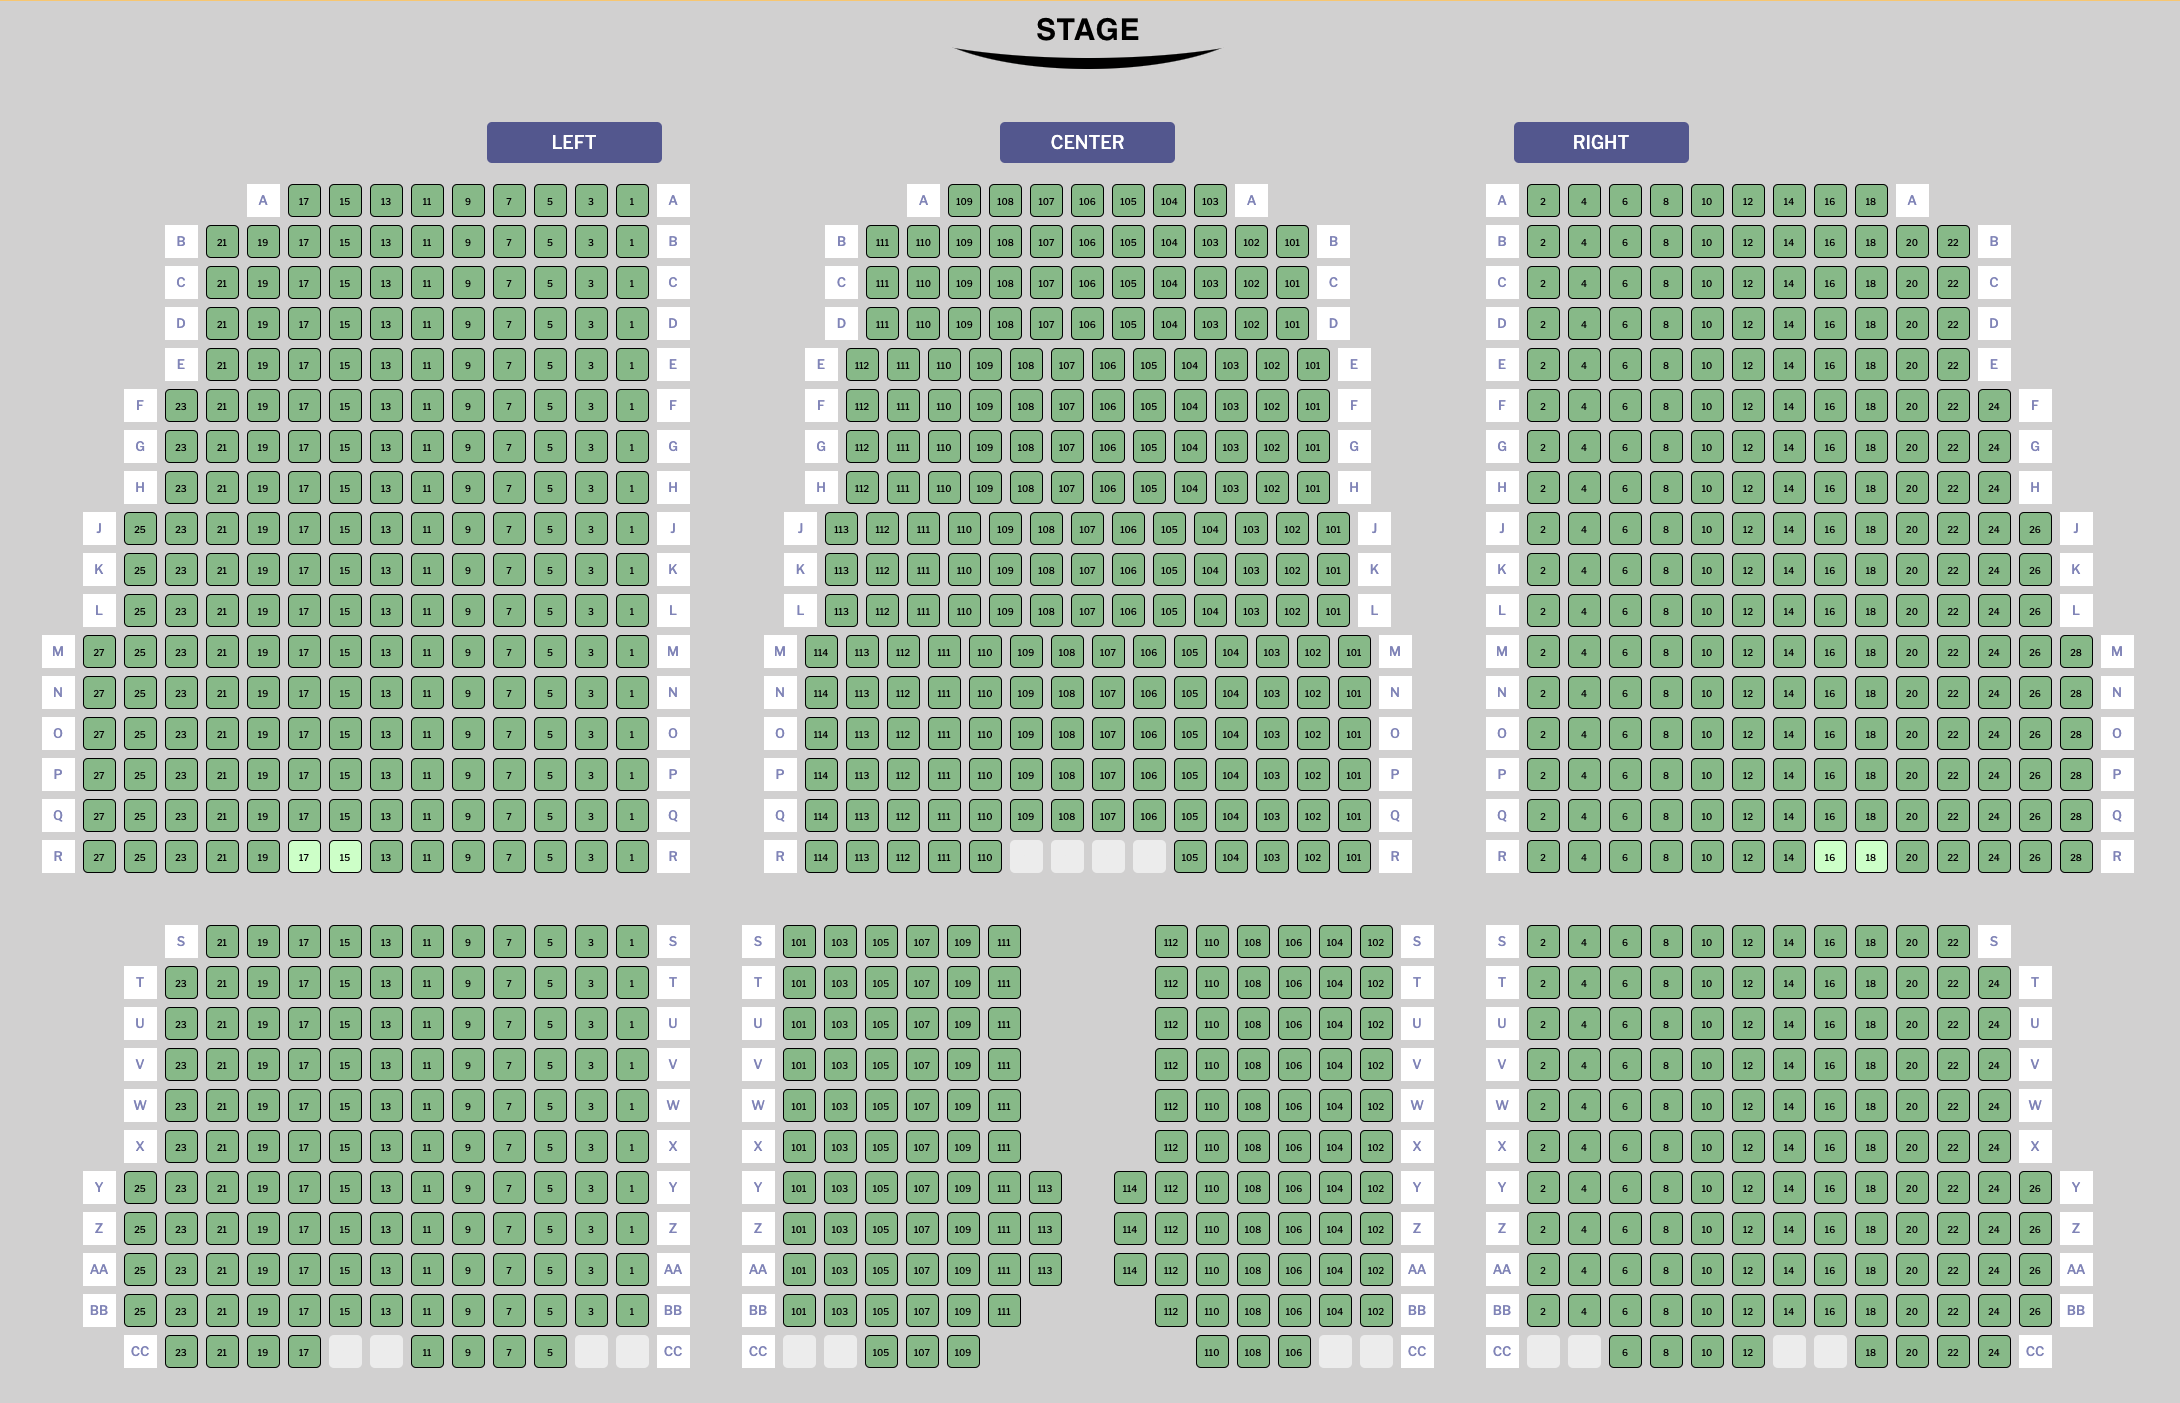 STAGE
LEFT CENTER RIGHT
A 17 15 13 11 9 7 5 3 1 A A 109 108 107 106 105 104 103 A A 2 4 6 8 10 12 14 16 18 A
B 21 19 17 15 13 11 9 7 5 3 1 B B 111 110 109 108 107 106 105 104 103 102 101 B B 2 4 6 8 10 12 14 16 18 20 22 B
C 21 19 17 15 13 11 9 7 5 3 1 C C 111 110 109 108 107 106 105 104 103 102 101 C C 2 4 6 8 10 12 14 16 18 20 22 C
D 21 19 17 15 13 11 9 7 5 3 1 D D 111 110 109 108 107 106 105 104 103 102 101 D D 2 4 6 8 10 12 14 16 18 20 22 D
E 21 19 17 15 13 11 9 7 5 3 1 E E 112 111 110 109 108 107 106 105 104 103 102 101 E E 2 4 6 8 10 12 14 16 18 20 22 E
F 23 21 19 17 15 13 11 9 7 5 3 1 F F 112 111 110 109 108 107 106 105 104 103 102 101 F F 2 4 6 8 10 12 14 16 18 20 22 24 F
G 23 21 19 17 15 13 11 9 7 5 3 1 G G 112 111 110 109 108 107 106 105 104 103 102 101 G G 2 4 6 8 10 12 14 16 18 20 22 24 G
H 23 21 19 17 15 13 11 9 7 5 3 1 H H 112 111 110 109 108 107 106 105 104 103 102 101 H H 2 4 6 8 10 12 14 16 18 20 22 24 H
J 25 23 21 19 17 15 13 11 9 7 5 3 1 J J 113 112 111 110 109 108 107 106 105 104 103 102 101 J J 2 4 6 8 10 12 14 16 18 20 22 24 26 J
K 25 23 21 19 17 15 13 11 9 7 5 3 1 K K 113 112 111 110 109 108 107 106 105 104 103 102 101 K K 2 4 6 8 10 12 14 16 18 20 22 24 26 K
L 25 23 21 19 17 15 13 11 9 7 5 3 1 L L 113 112 111 110 109 108 107 106 105 104 103 102 101 L L 2 4 6 8 10 12 14 16 18 20 22 24 26 L
M 27 25 23 21 19 17 15 13 11 9 7 5 3 1 M M 114 113 112 111 110 109 108 107 106 105 104 103 102 101 M M 2 4 6 8 10 12 14 16 18 20 22 24 26 28 M
N 27 25 23 21 19 17 15 13 11 9 7 5 3 1 N N 114 113 112 111 110 109 108 107 106 105 104 103 102 101 N N 2 4 6 8 10 12 14 16 18 20 22 24 26 28 N
O 27 25 23 21 19 17 15 13 11 9 7 5 3 1 O O 114 113 112 111 110 109 108 107 106 105 104 103 102 101 O O 2 4 6 8 10 12 14 16 18 20 22 24 26 28 O
P 27 25 23 21 19 17 15 13 11 9 7 5 3 1 P P 114 113 112 111 110 109 108 107 106 105 104 103 102 101 P P 2 4 6 8 10 12 14 16 18 20 22 24 26 28 P
Q 27 25 23 21 19 17 15 13 11 9 7 5 3 1 Q Q 114 113 112 111 110 109 108 107 106 105 104 103 102 101 Q Q 2 4 6 8 10 12 14 16 18 20 22 24 26 28 Q
R 27 25 23 21 19 17 15 13 11 9 7 5 3 1 R R 114 113 112 111 110 105 104 103 102 101 R R 2 4 6 8 10 12 14 16 18 20 22 24 26 28 R
S 21 19 17 15 13 11 9 7 5 3 1 S S 101 103 105 107 109 111 112 110 108 106 104 102 S S 2 4 6 8 10 12 14 16 18 20 22 S
T 23 21 19 17 15 13 11 9 7 5 3 1 T T 101 103 105 107 109 111 112 110 108 106 104 102 T T 2 4 6 8 10 12 14 16 18 20 22 24 T
U 23 21 19 17 15 13 11 9 7 5 3 1 U U 101 103 105 107 109 111 112 110 108 106 104 102 U U 2 4 6 8 10 12 14 16 18 20 22 24 U
V 23 21 19 17 15 13 11 9 7 5 3 1 V V 101 103 105 107 109 111 112 110 108 106 104 102 V V 2 4 6 8 10 12 14 16 18 20 22 24 V
W 23 21 19 17 15 13 11 9 7 5 3 1 W W 101 103 105 107 109 111 112 110 108 106 104 102 W W 2 4 6 8 10 12 14 16 18 20 22 24 W
X 23 21 19 17 15 13 11 9 7 5 3 1 X X 101 103 105 107 109 111 112 110 108 106 104 102 X X 2 4 6 8 10 12 14 16 18 20 22 24 X
Y 25 23 21 19 17 15 13 11 9 7 5 3 1 Y Y 101 103 105 107 109 111 113 114 112 110 108 106 104 102 Y Y 2 4 6 8 10 12 14 16 18 20 22 24 26 Y
Z 25 23 21 19 17 15 13 11 9 7 5 3 1 Z Z 101 103 105 107 109 111 113 114 112 110 108 106 104 102 Z Z 2 4 6 8 10 12 14 16 18 20 22 24 26 Z
AA 25 23 21 19 17 15 13 11 9 7 5 3 1 AA AA 101 103 105 107 109 111 113 114 112 110 108 106 104 102 AA AA 2 4 6 8 10 12 14 16 18 20 22 24 26 AA
BB 25 23 21 19 17 15 13 11 9 7 5 3 1 BB BB 101 103 105 107 109 111 112 110 108 106 104 102 BB BB 2 4 6 8 10 12 14 16 18 20 22 24 26 BB
CC 23 21 19 17 11 9 7 5 CC CC 105 107 109 110 108 106 CC CC 6 8 10 12 18 20 22 24 CC